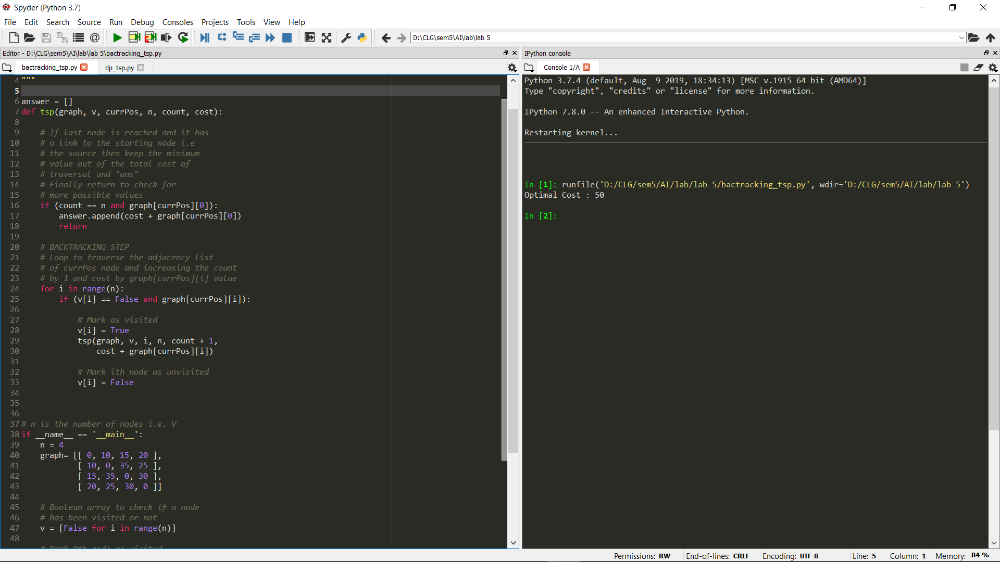 Spyder (Python 3.7)
File Edit Search Source Run Debug Consoles Projects Tools View Help
D:\CLG\sem5\AI\lab\lab 5
Editor - D:\CLG\sem5\AI\lab\lab 5\bactracking_tsp.py
bactracking_tsp.py dp_tsp.py
4 """
5
6 answer = []
7 def tsp(graph, v, currPos, n, count, cost):
8
9     # If last node is reached and it has
10     # a link to the starting node i.e
11     # the source then keep the minimum
12     # value out of the total cost of
13     # traversal and "ans"
14     # Finally return to check for
15     # more possible values
16     if (count == n and graph[currPos][0]):
17         answer.append(cost + graph[currPos][0])
18         return
19
20     # BACKTRACKING STEP
21     # Loop to traverse the adjacency list
22     # of currPos node and increasing the count
23     # by 1 and cost by graph[currPos][i] value
24     for i in range(n):
25         if (v[i] == False and graph[currPos][i]):
26
27             # Mark as visited
28             v[i] = True
29             tsp(graph, v, i, n, count + 1,
30                 cost + graph[currPos][i])
31
32             # Mark ith node as unvisited
33             v[i] = False
34
35
36
37 # n is the number of nodes i.e. V
38 if __name__ == '__main__':
39     n = 4
40     graph= [[ 0, 10, 15, 20 ],
41             [ 10, 0, 35, 25 ],
42             [ 15, 35, 0, 30 ],
43             [ 20, 25, 30, 0 ]]
44
45     # Boolean array to check if a node
46     # has been visited or not
47     v = [False for i in range(n)]
48
    # Mark 0th node as visited
IPython console
Console 1/A
Python 3.7.4 (default, Aug  9 2019, 18:34:13) [MSC v.1915 64 bit (AMD64)]
Type "copyright", "credits" or "license" for more information.
IPython 7.8.0 -- An enhanced Interactive Python.
Restarting kernel...
In [1]: runfile('D:/CLG/sem5/AI/lab/lab 5/bactracking_tsp.py', wdir='D:/CLG/sem5/AI/lab/lab 5')
Optimal Cost : 50
In [2]:
Permissions: RW End-of-lines: CRLF Encoding: UTF-8 Line: 5 Column: 1 Memory: 84 %